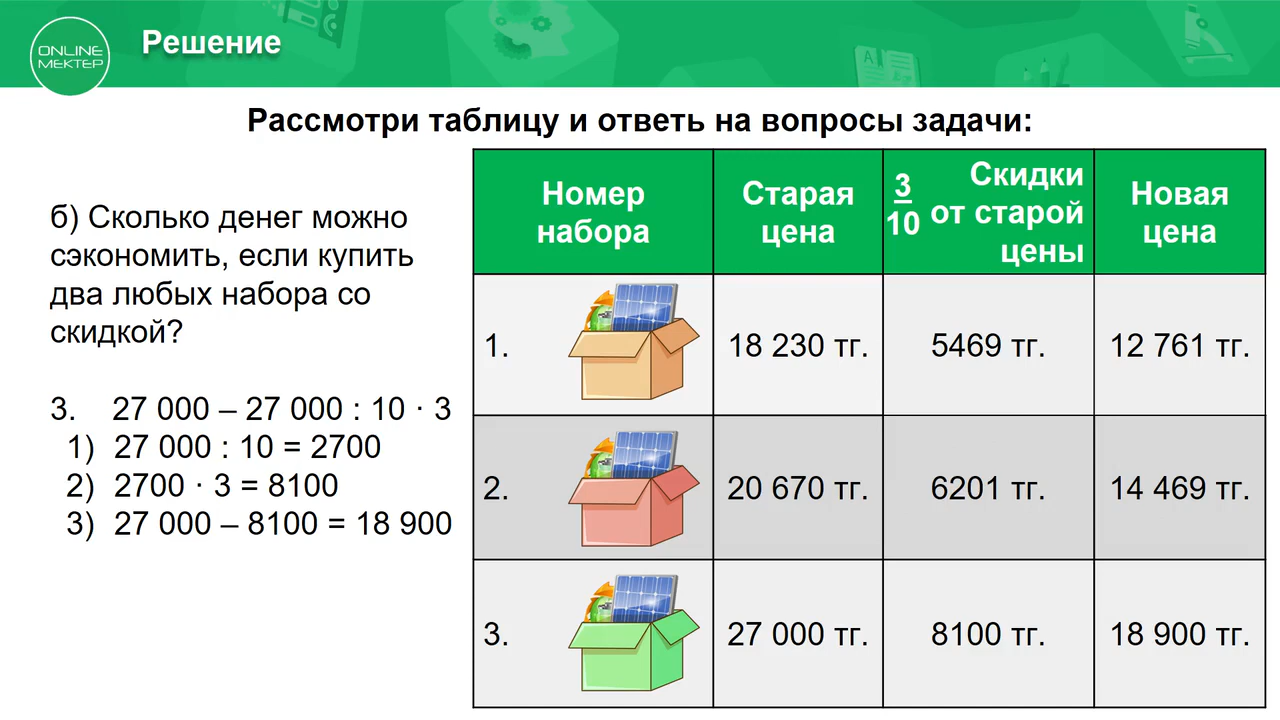 ONLINE
МЕКТЕР
Решение
Рассмотри таблицу и ответь на вопросы задачи:
б) Сколько денег можно
сэкономить, если купить
два любых набора со
скидкой?
3. 27 000 – 27 000 : 10 · 3
1) 27 000 : 10 = 2700
2) 2700 · 3 = 8100
3) 27 000 – 8100 = 18 900
Номер
набора
Старая
цена
3
10
Скидки
от старой
цены
Новая
цена
1. 18 230 тг. 5469 тг. 12 761 тг.
2. 20 670 тг. 6201 тг. 14 469 тг.
3. 27 000 тг. 8100 тг. 18 900 тг.